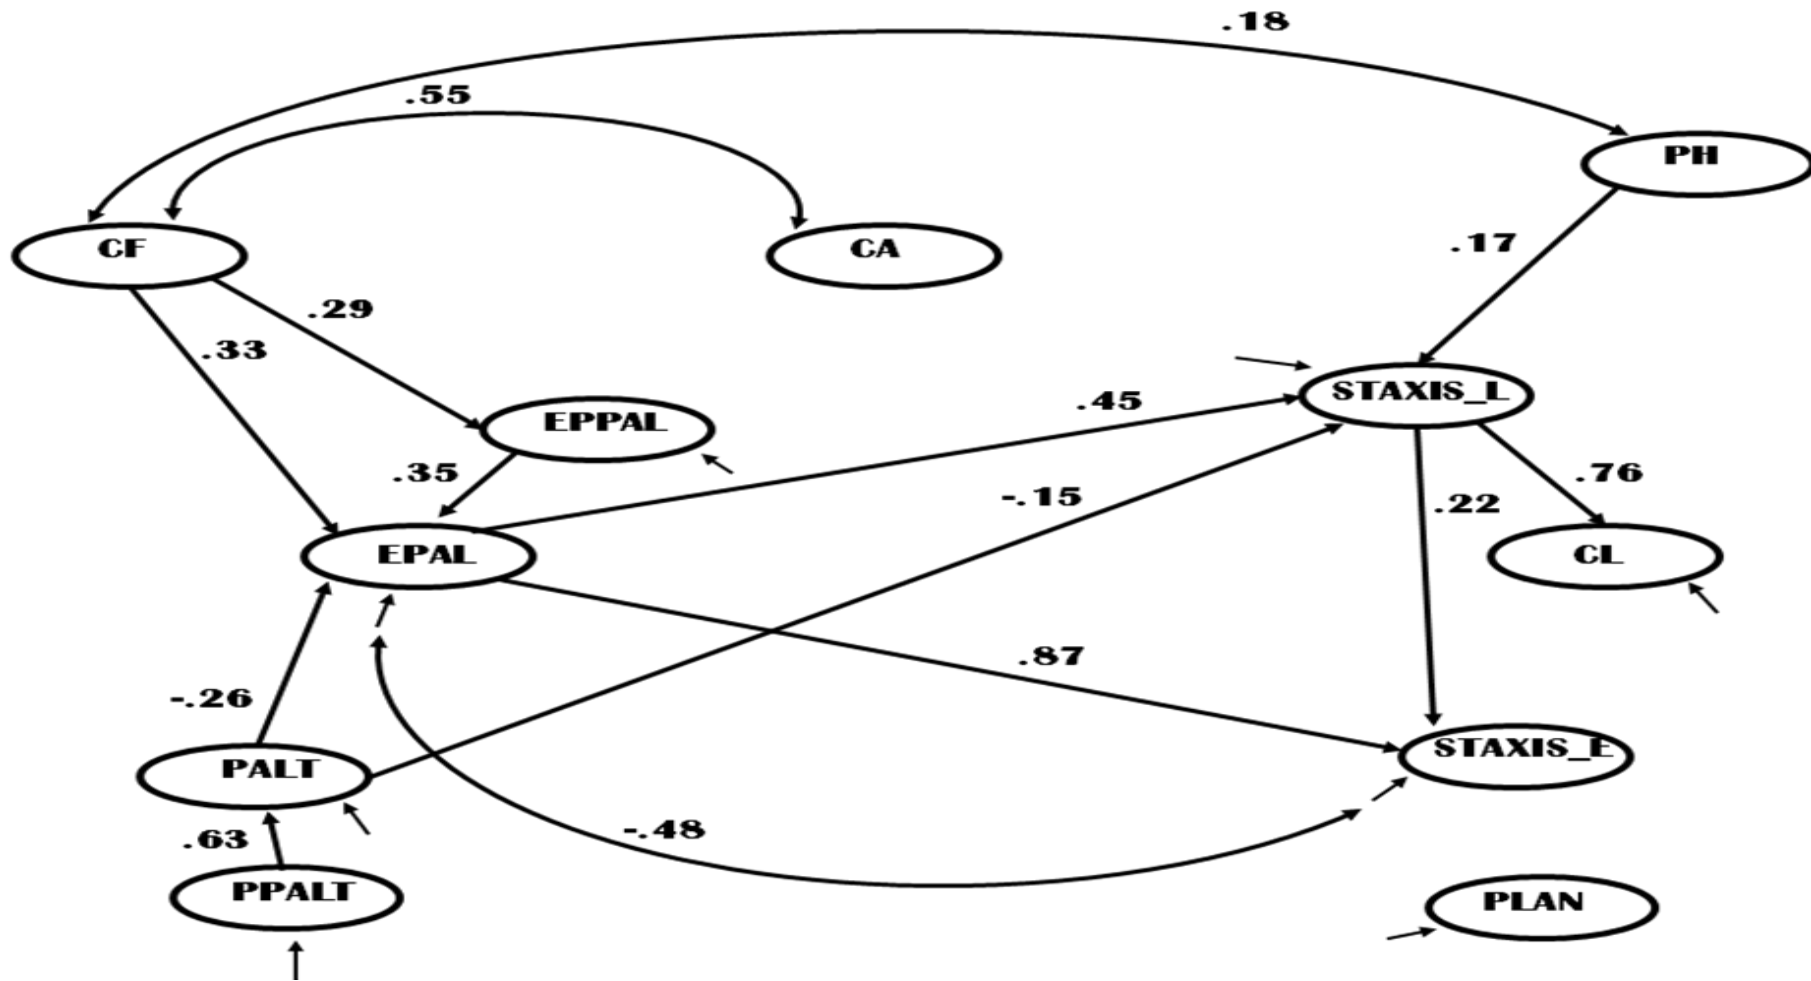 .18
.55
PH
CF
CA
.17
.29
.33
STAXIS_L
.45
EPPAL
.35
-.15
.76
.22
EPAL
CL
.87
-.26
STAXIS_E
PALT
.63
-.48
PPALT
PLAN